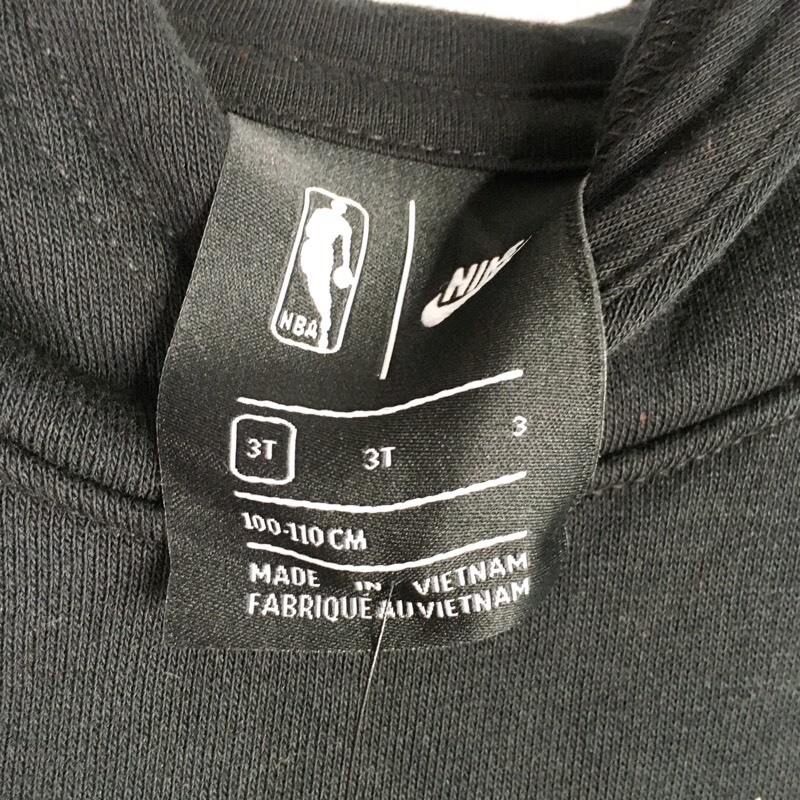 NBA NIKE
3T 3T 3
100-110 CM
MADE IN VIETNAM
FABRIQUÉ AU VIETNAM